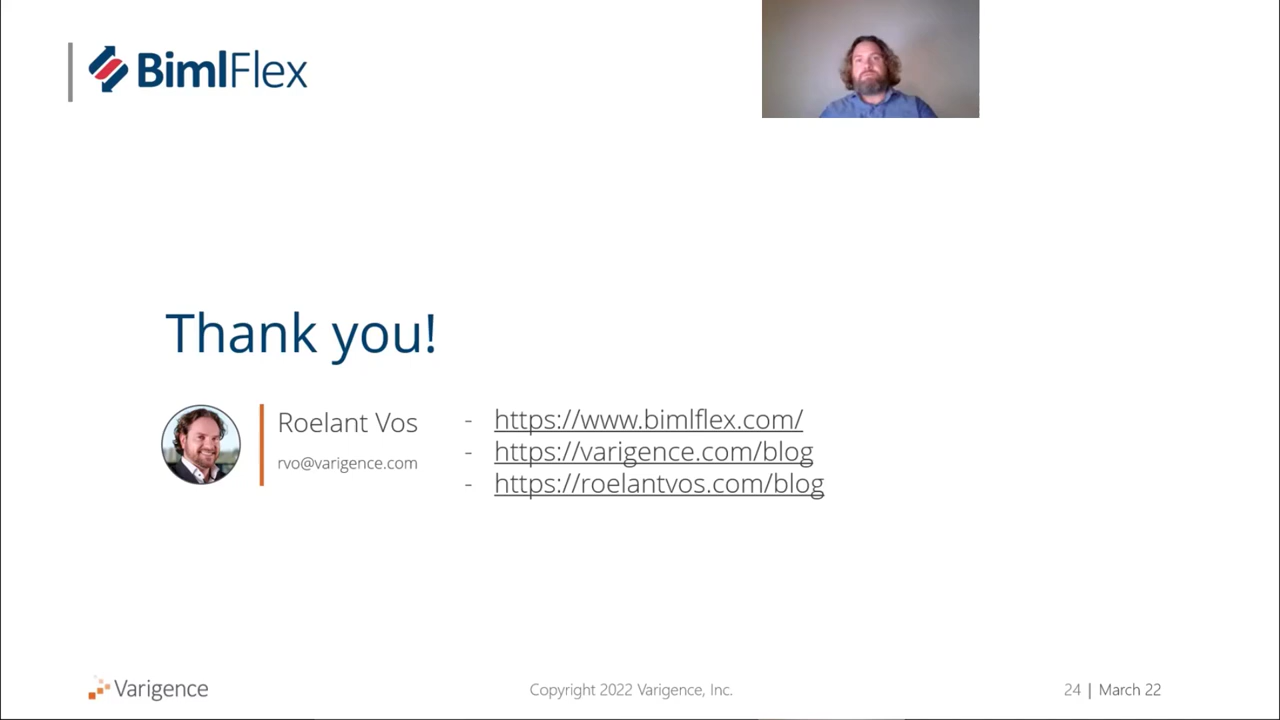 BimlFlex
Thank you!
Roelant Vos
rvo@varigence.com
- https://www.bimlflex.com/
- https://varigence.com/blog
- https://roelantvos.com/blog
Varigence
Copyright 2022 Varigence, Inc.
24 | March 22